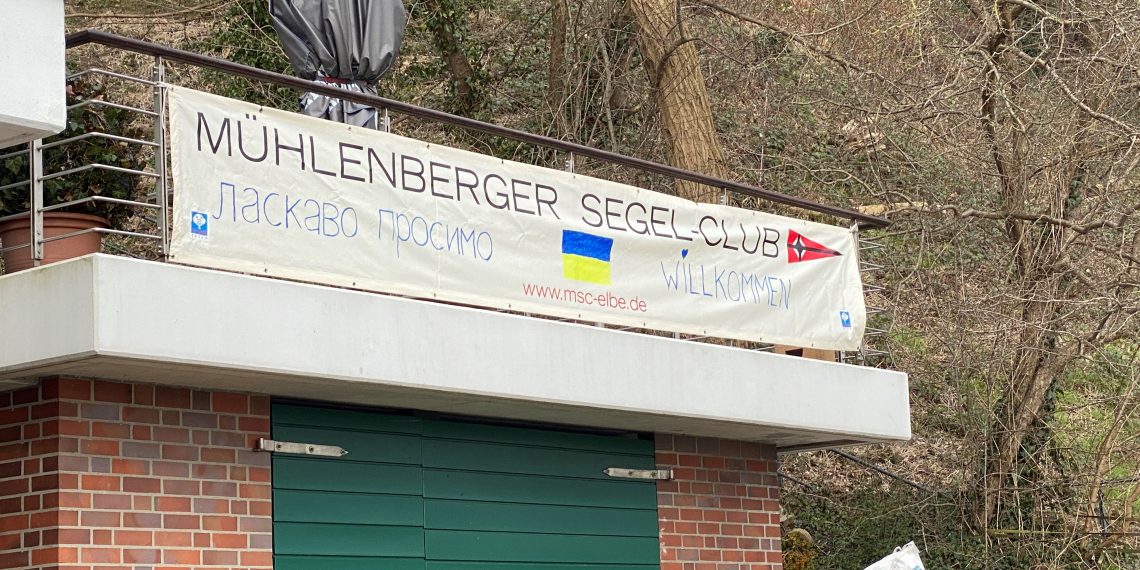 MÜHLENBERGER SEGEL-CLUB
ласкаво просимо
WILLKOMMEN
www.msc-elbe.de